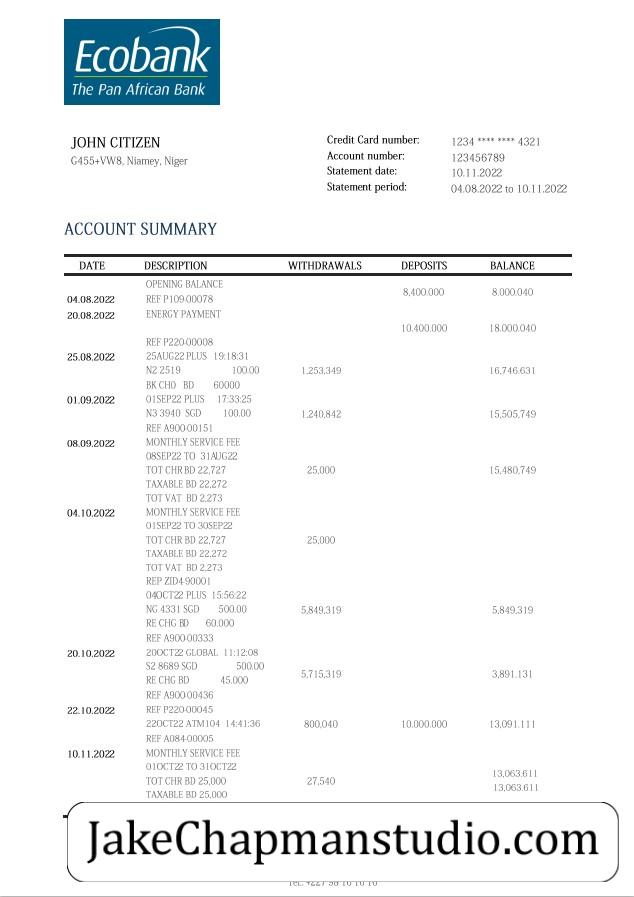 Ecobank
The Pan African Bank
JOHN CITIZEN
G455+VW8, Niamey, Niger
Credit Card number: 1234 **** **** 4321
Account number: 123456789
Statement date: 10.11.2022
Statement period: 04.08.2022 to 10.11.2022
ACCOUNT SUMMARY
DATE DESCRIPTION WITHDRAWALS DEPOSITS BALANCE
OPENING BALANCE
8,400.000 8.000.040
04.08.2022 REF P109-00078
20.08.2022 ENERGY PAYMENT
10.400.000 18.000.040
REF P220-00008
25.08.2022 25AUG22 PLUS 19:18:31
N2 2519 100.00 1,253,349 16,746.631
BK CH0 BD 60000
01.09.2022 01SEP22 PLUS 17:33:25
N3 3940 SGD 100.00 1,240,842 15,505,749
REF A900-00151
08.09.2022 MONTHLY SERVICE FEE
08SEP22 TO 31AUG22
TOT CHR BD 22,727 25,000 15,480,749
TAXABLE BD 22,272
TOT VAT BD 2,273
04.10.2022 MONTHLY SERVICE FEE
01SEP22 TO 30SEP22
TOT CHR BD 22,727 25,000
TAXABLE BD 22,272
TOT VAT BD 2,273
REP ZID4-90001
04OCT22 PLUS 15:56:22
NG 4331 SGD 500.00 5,849,319 5,849,319
RE CHG BD 60.000
REF A900-00333
20.10.2022 20OCT22 GLOBAL 11:12:08
S2 8689 SGD 500.00
5,715,319 3,891.131
RE CHG BD 45.000
REF A900-00436
22.10.2022 REF P220-00045
22OCT22 ATM104 14:41:36 800,040 10.000.000 13,091.111
REF A084-00005
10.11.2022 MONTHLY SERVICE FEE
01OCT22 TO 31OCT22
13,063.611
TOT CHR BD 25,000 27,540
13,063.611
TAXABLE BD 25,000
JakeChapmanstudio.com